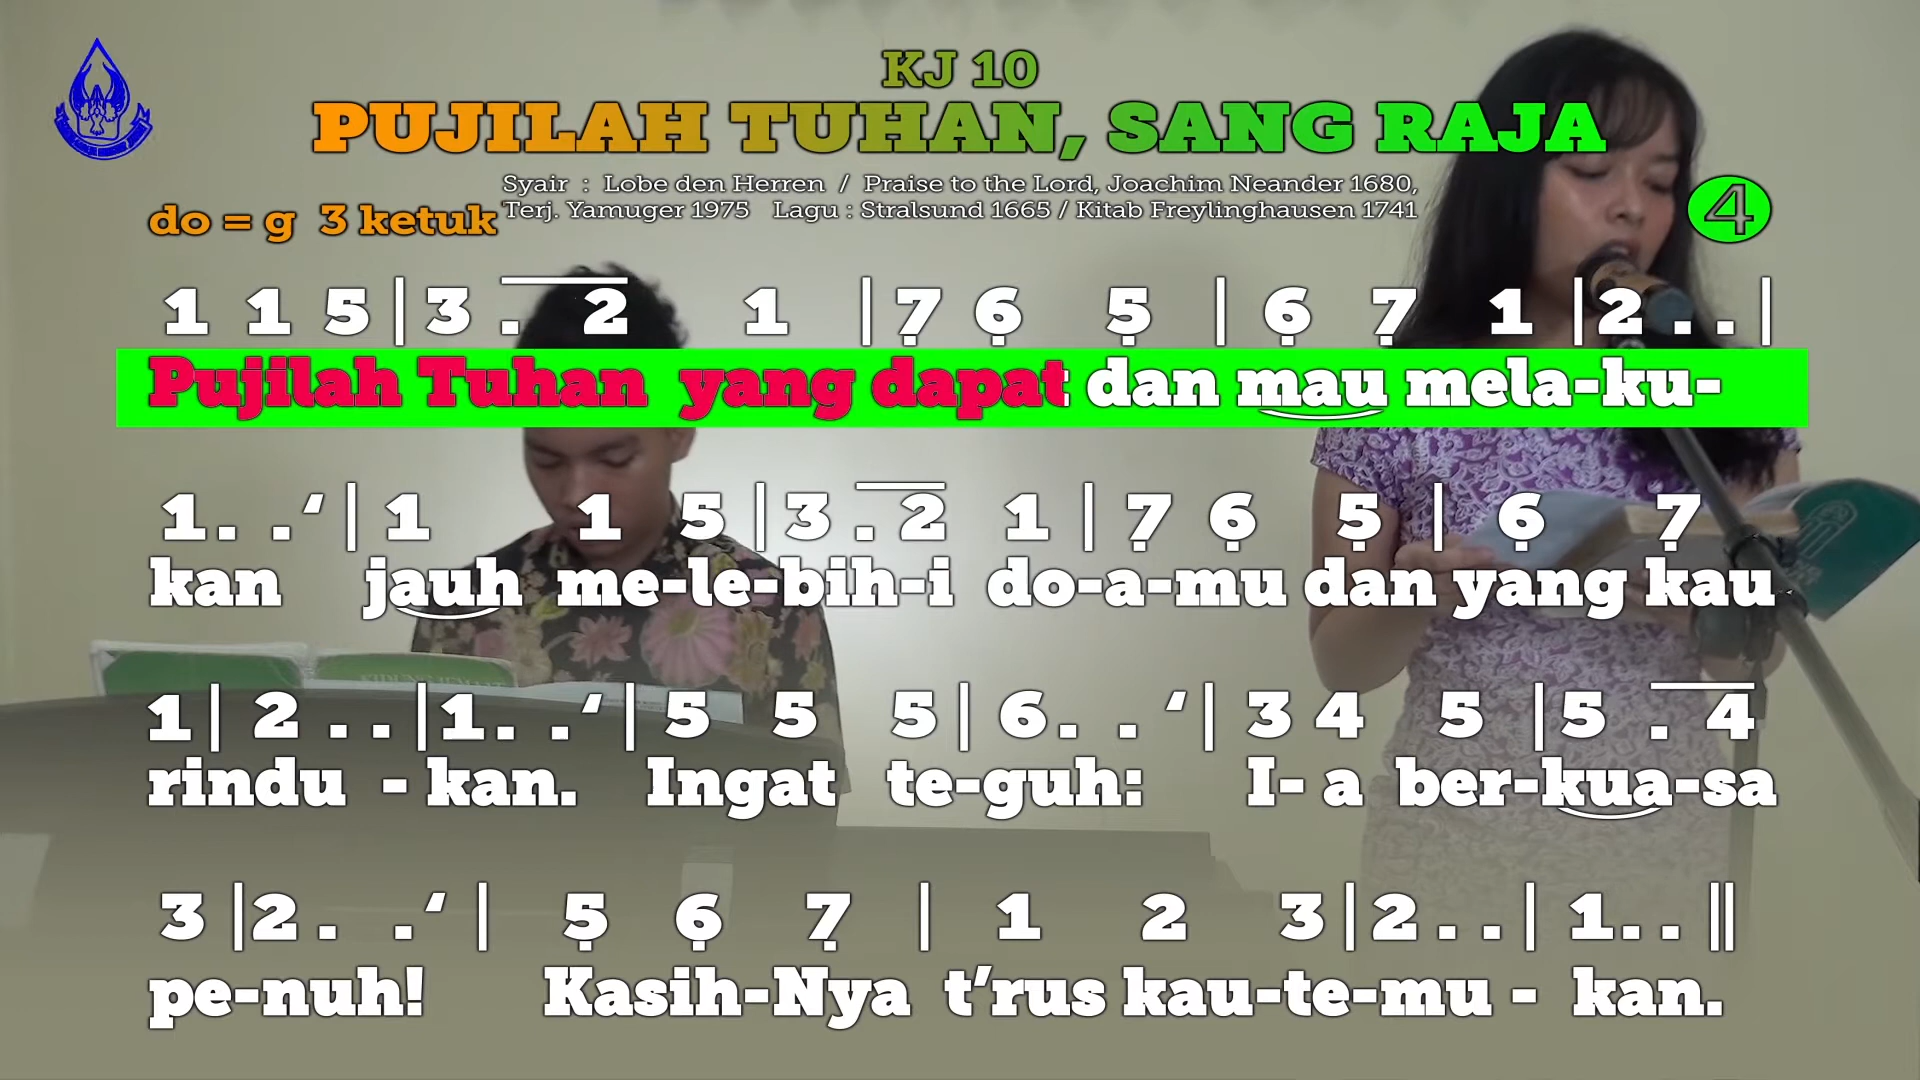 KJ 10
PUJILAH TUHAN, SANG RAJA
Syair : Lobe den Herren / Praise to the Lord, Joachim Neander 1680,
do = g 3 ketuk Terj. Yamuger 1975 Lagu : Stralsund 1665 / Kitab Freylinghausen 1741
4
1 1 5 | 3 . 2 1 | 7̣ 6̣ 5̣ | 6̣ 7̣ 1 | 2 . . |
Pujilah Tuhan yang dapat dan mau mela-ku-
1 . . ‘ | 1 1 5 | 3 . 2 1 | 7̣ 6̣ 5̣ | 6̣ 7̣
kan jauh me-le-bih-i do-a-mu dan yang kau
1 | 2 . . | 1 . . ‘ | 5 5 5 | 6 . . ‘ | 3 4 5 | 5 . 4
rindu - kan. Ingat te-guh: I- a ber-kua-sa
3 | 2 . . ‘ | 5̣ 6̣ 7̣ | 1 2 3 | 2 . . | 1 . . ||
pe-nuh! Kasih-Nya t’rus kau-te-mu - kan.